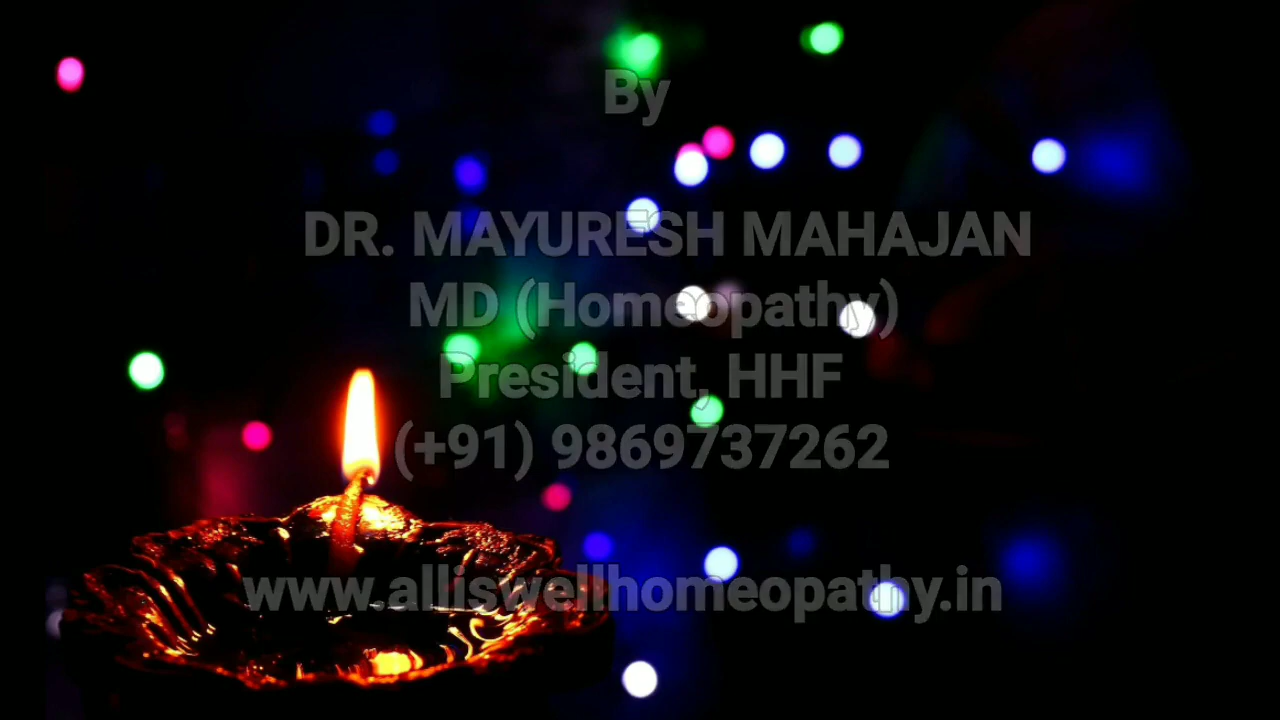 By
DR. MAYURESH MAHAJAN
MD (Homeopathy)
President, HHF
(+91) 9869737262
www.alliswellhomeopathy.in